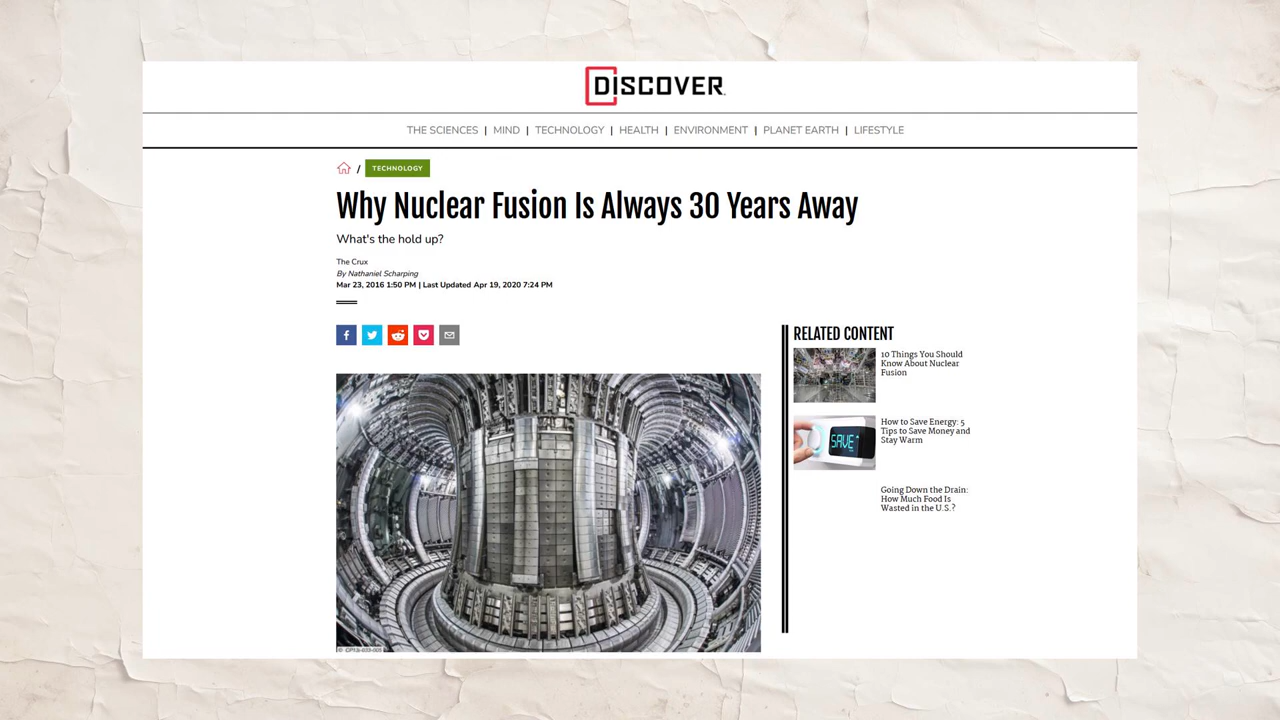 DISCOVER
THE SCIENCES | MIND | TECHNOLOGY | HEALTH | ENVIRONMENT | PLANET EARTH | LIFESTYLE
/ TECHNOLOGY
Why Nuclear Fusion Is Always 30 Years Away
What's the hold up?
The Crux
By Nathaniel Scharping
Mar 23, 2016 1:50 PM | Last Updated Apr 19, 2020 7:24 PM
RELATED CONTENT
10 Things You Should
Know About Nuclear
Fusion
SAVE
How to Save Energy: 5
Tips to Save Money and
Stay Warm
Going Down the Drain:
How Much Food Is
Wasted in the U.S.?